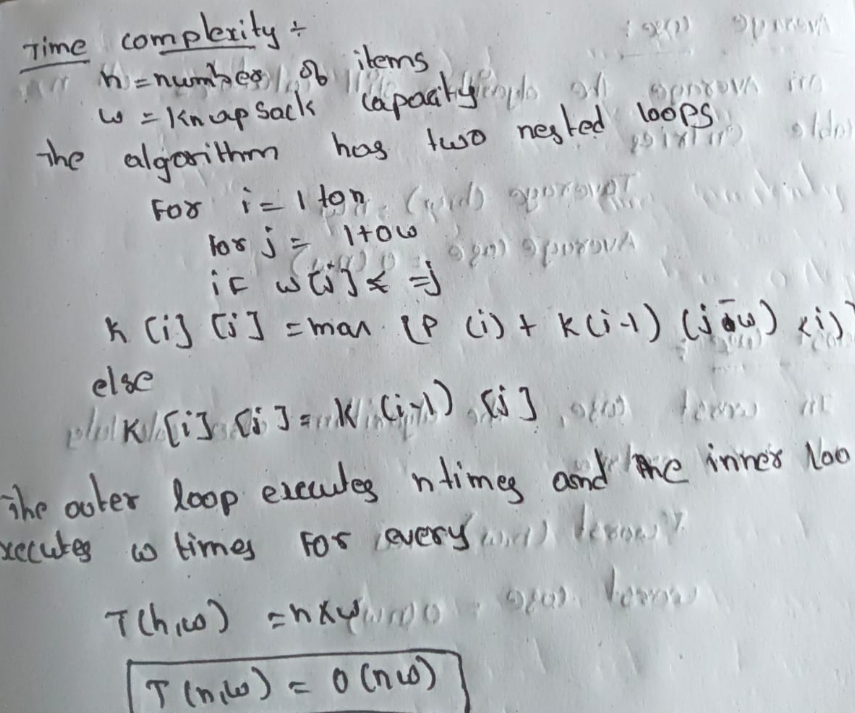 Time complexity ÷
n = number of items
w = Knapsack capacity
The algorithm has two nested loops
For i = 1 to n
for j = 1 to w
if w[i] < = j
K [i] [j] = max (P (i) + K(i-1) (j - w) (i)
else
K [i] [j] = K (i-1) [j]
The outer loop executes n times and the inner loo
xecutes w times For every
T(n,w) = n x w
T(n,w) = O(nw)